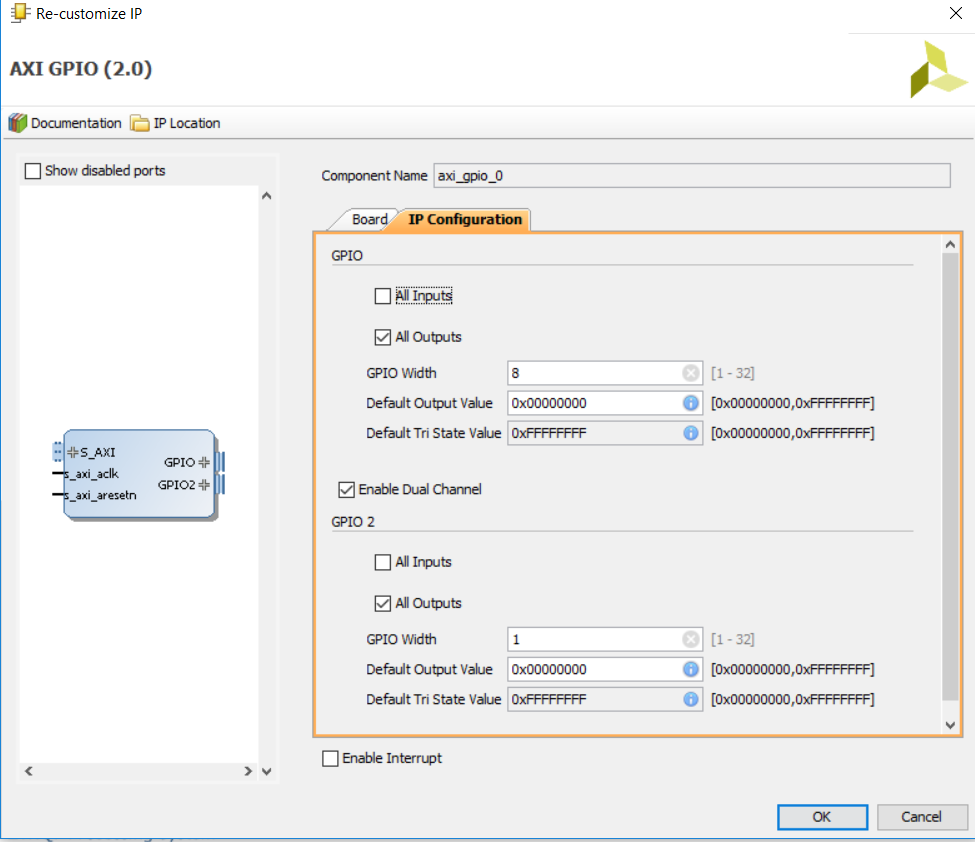 Re-customize IP
AXI GPIO (2.0)
Documentation IP Location
Show disabled ports
S_AXI
s_axi_aclk
s_axi_aresetn
GPIO
GPIO2
Component Name axi_gpio_0
Board IP Configuration
GPIO
All Inputs
All Outputs
GPIO Width 8 [1 - 32]
Default Output Value 0x00000000 [0x00000000,0xFFFFFFFF]
Default Tri State Value 0xFFFFFFFF [0x00000000,0xFFFFFFFF]
Enable Dual Channel
GPIO 2
All Inputs
All Outputs
GPIO Width 1 [1 - 32]
Default Output Value 0x00000000 [0x00000000,0xFFFFFFFF]
Default Tri State Value 0xFFFFFFFF [0x00000000,0xFFFFFFFF]
Enable Interrupt
OK Cancel